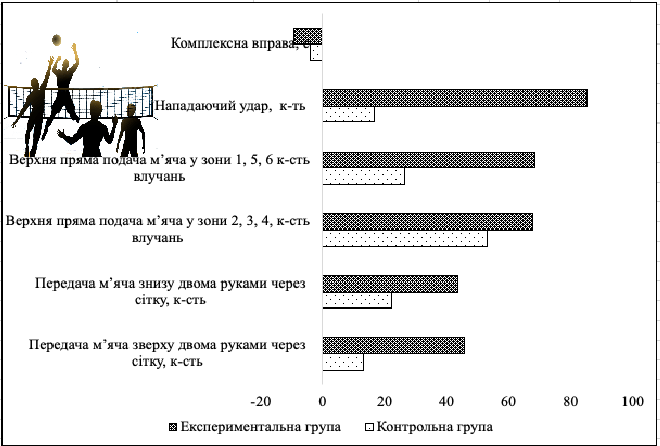 Комплексна вправа, с
Нападаючий удар, к-ть
Верхня пряма подача м’яча у зони 1, 5, 6 к-сть
влучань
Верхня пряма подача м’яча у зони 2, 3, 4, к-сть
влучань
Передача м’яча знизу двома руками через
сітку, к-сть
Передача м’яча зверху двома руками через
сітку, к-сть
-20 0 20 40 60 80 100
Експериментальна група Контрольна група